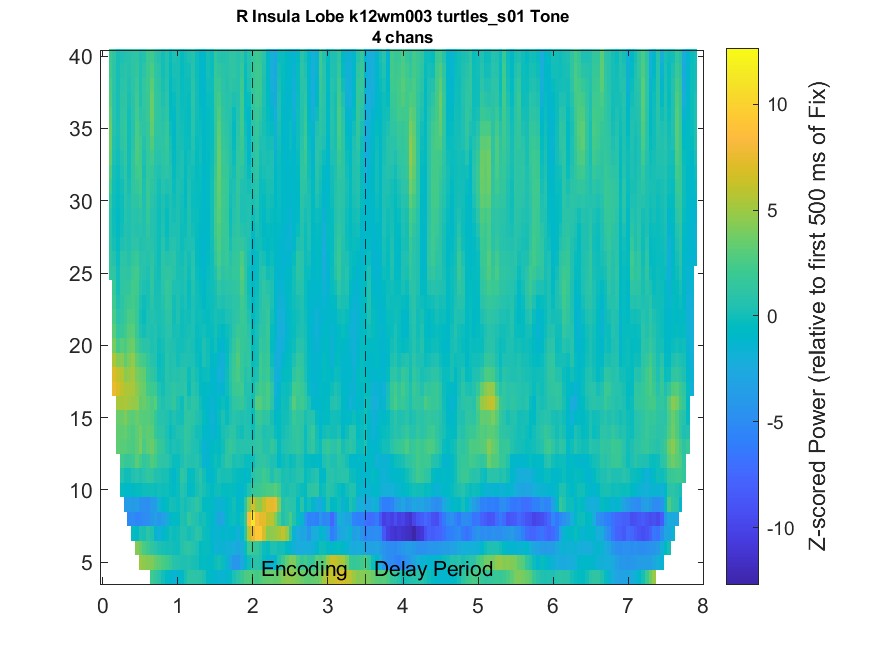 R Insula Lobe k12wm003 turtles_s01 Tone
4 chans
40
35
30
25
20
15
10
5
0 1 2 3 4 5 6 7 8
Encoding Delay Period
10
5
0
-5
-10
Z-scored Power (relative to first 500 ms of Fix)